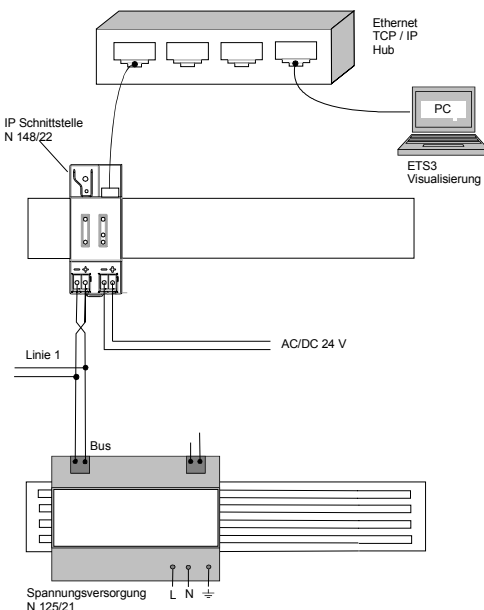 Ethernet
TCP / IP
Hub
PC
IP Schnittstelle
N 148/22
ETS3
Visualisierung
AC/DC 24 V
Linie 1
Bus
L N
Spannungsversorgung
N 125/21